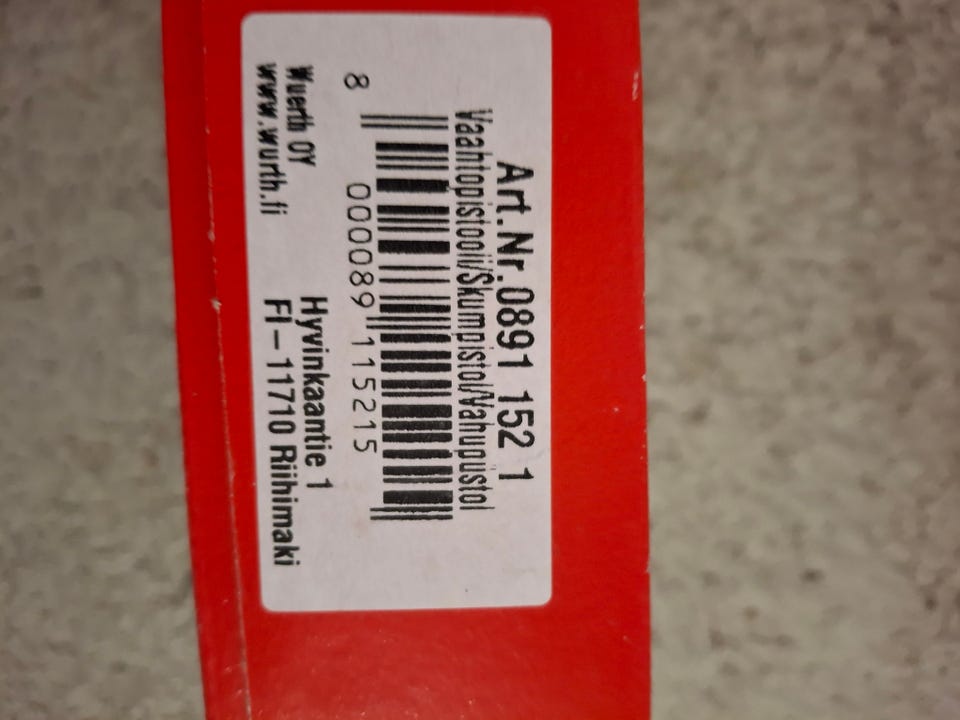 Art.Nr.0891 152 1
Vaahtopistooli/Skumpistol/Vahupüstol
8 000089 115215
Wuerth OY Hyvinkaantie 1
www.wurth.fi FI-11710 Riihimaki